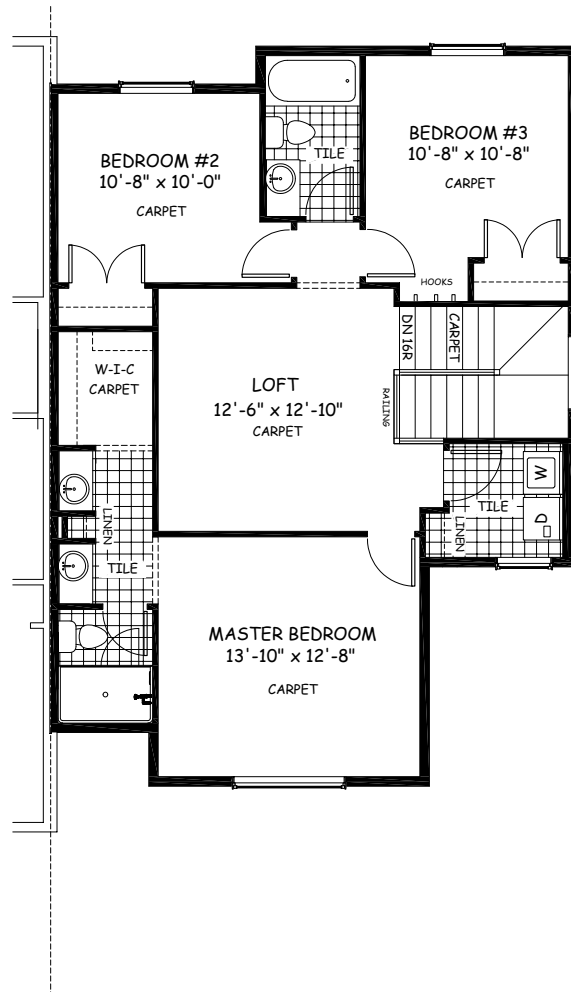 BEDROOM #2
10'-8" x 10'-0"
CARPET
TILE
BEDROOM #3
10'-8" x 10'-8"
CARPET
HOOKS
W-I-C
CARPET
LOFT
12'-6" x 12'-10"
CARPET
DN 16R
CARPET
RAILING
LINEN
TILE
W
D
TILE
LINEN
MASTER BEDROOM
13'-10" x 12'-8"
CARPET